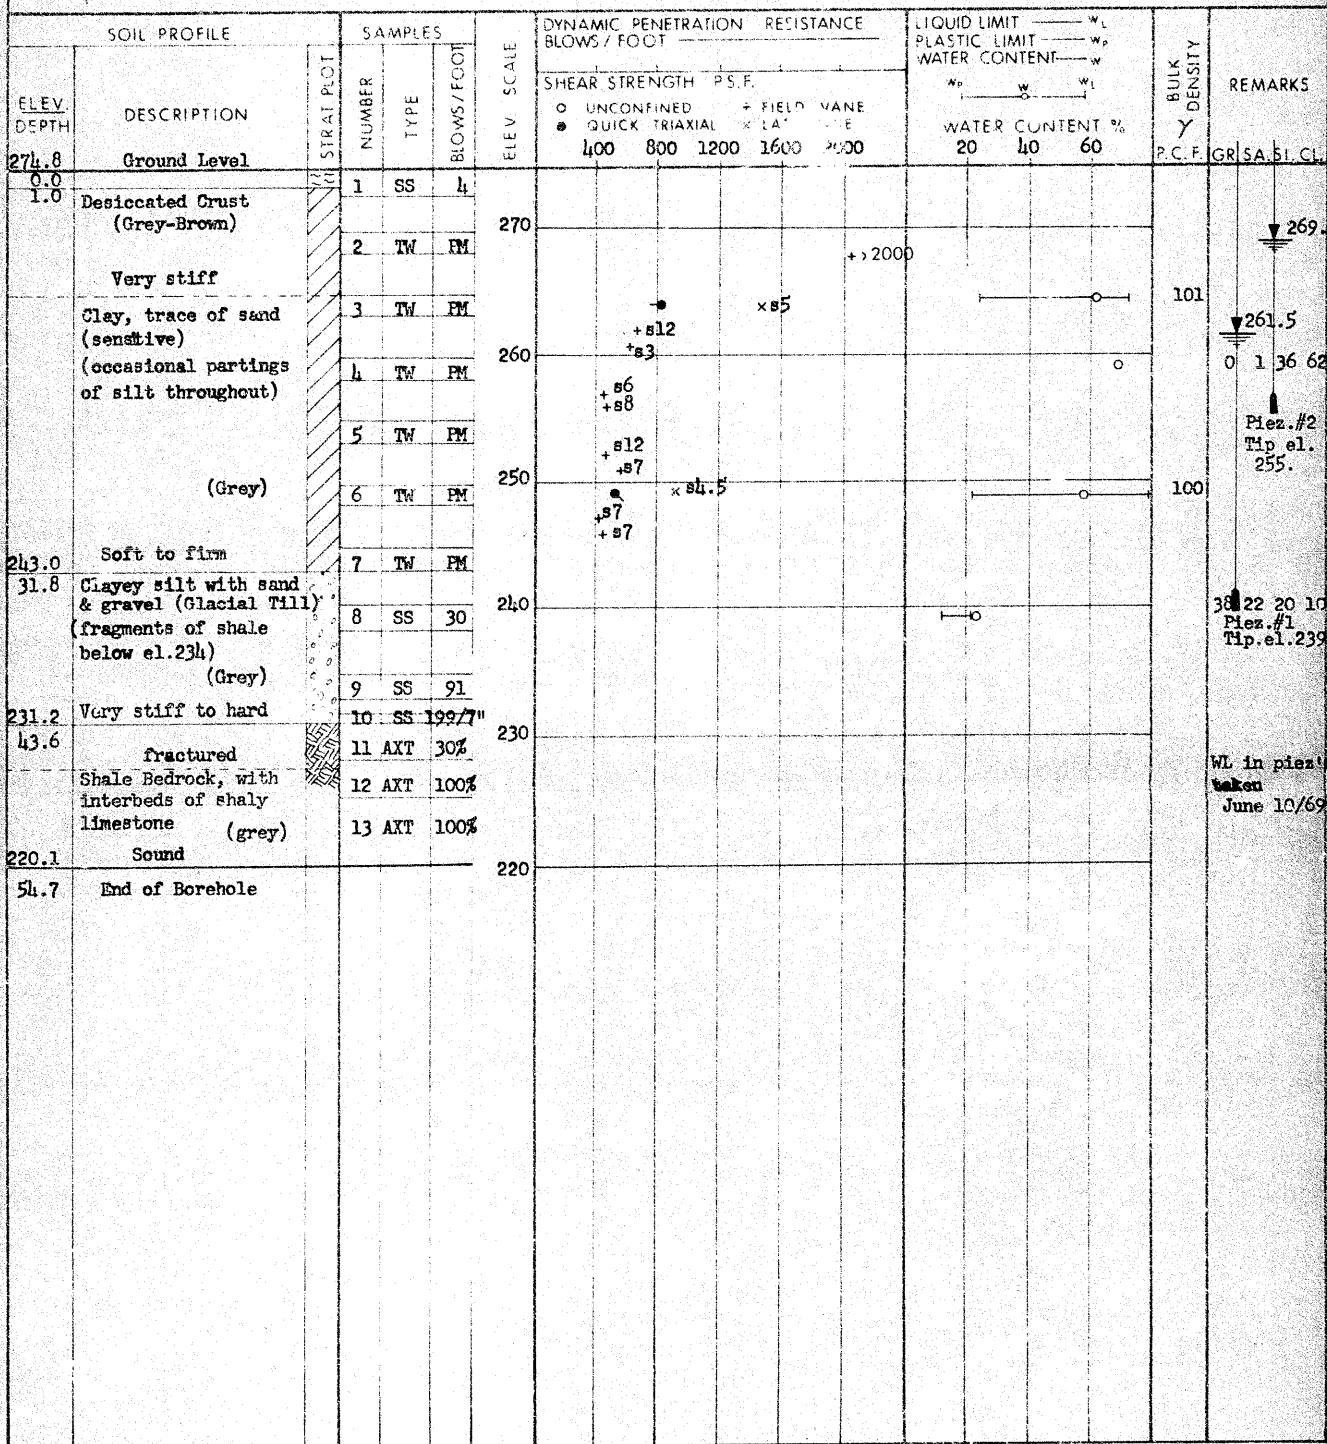 SOIL PROFILE
SAMPLES
ELEV. SCALE
DYNAMIC PENETRATION RESISTANCE
BLOWS / FOOT
LIQUID LIMIT wL
PLASTIC LIMIT wP
WATER CONTENT w
BULK DENSITY γ
REMARKS
ELEV.
DEPTH
DESCRIPTION
STRAT. PLOT
NUMBER
TYPE
BLOWS / FOOT
SHEAR STRENGTH P.S.F.
○ UNCONFINED + FIELD VANE
● QUICK TRIAXIAL × LA
wP w wL
WATER CONTENT %
400 800 1200 1600 2000
20 40 60
P.C.F.
GR. SA. SI. CL.
274.8 Ground Level
0.0
1.0
Desiccated Crust
(Grey-Brown)
Very stiff
1 SS 4
2 TW PM
270
+ >2000
269.
Clay, trace of sand
(sensitive)
(occasional partings
of silt throughout)
3 TW PM
× s5
101
+ s12
+ s3
261.5
260
4 TW PM
0 1 36 62
+ s6
+ s8
Piez.#2
Tip el.
255.
5 TW PM
+ s12
+ s7
250
(Grey)
6 TW PM
× s4.5
100
+ s7
+ s7
Soft to firm
243.0
31.8
7 TW PM
Clayey silt with sand
& gravel (Glacial Till)
(fragments of shale
below el.234)
(Grey)
Very stiff to hard
240
8 SS 30
38 22 20 10
Piez.#1
Tip.el.239
9 SS 91
231.2
43.6
10 SS 199/7"
230
fractured
11 AXT 30%
Shale Bedrock, with
interbeds of shaly
limestone (grey)
Sound
12 AXT 100%
13 AXT 100%
WL in piez'
taken
June 10/69
220.1
54.7
220
End of Borehole